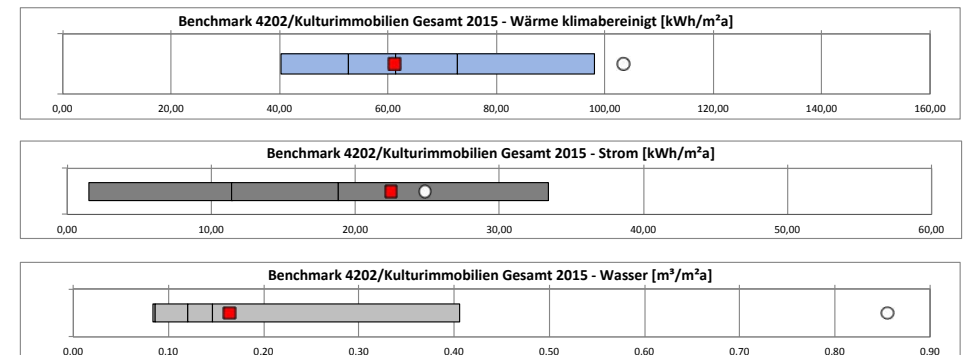 Benchmark 4202/Kulturimmobilien Gesamt 2015 - Wärme klimabereinigt [kWh/m²a]
0,00 20,00 40,00 60,00 80,00 100,00 120,00 140,00 160,00
Benchmark 4202/Kulturimmobilien Gesamt 2015 - Strom [kWh/m²a]
0,00 10,00 20,00 30,00 40,00 50,00 60,00
Benchmark 4202/Kulturimmobilien Gesamt 2015 - Wasser [m³/m²a]
0,00 0,10 0,20 0,30 0,40 0,50 0,60 0,70 0,80 0,90